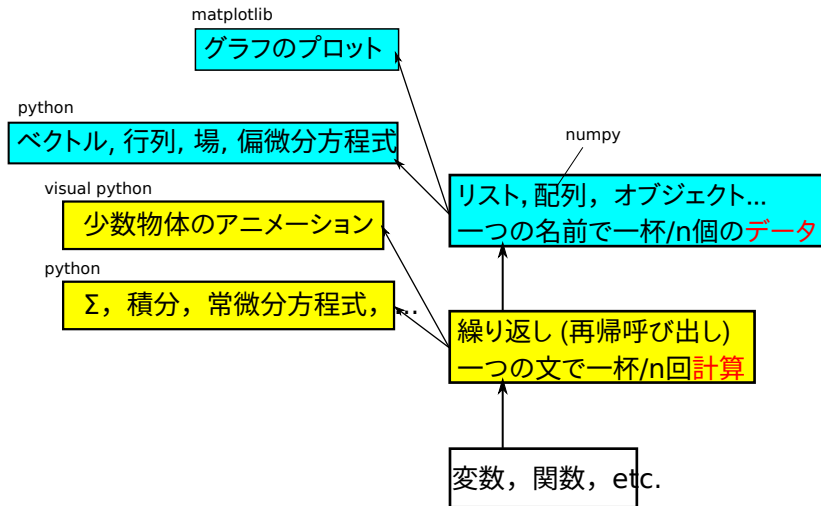 matplotlib
グラフのプロット
python
ベクトル, 行列, 場, 偏微分方程式
numpy
visual python
リスト, 配列，オブジェクト...
一つの名前で一杯/n個のデータ
少数物体のアニメーション
python
Σ，積分，常微分方程式，...
繰り返し (再帰呼び出し)
一つの文で一杯/n回計算
変数，関数，etc.